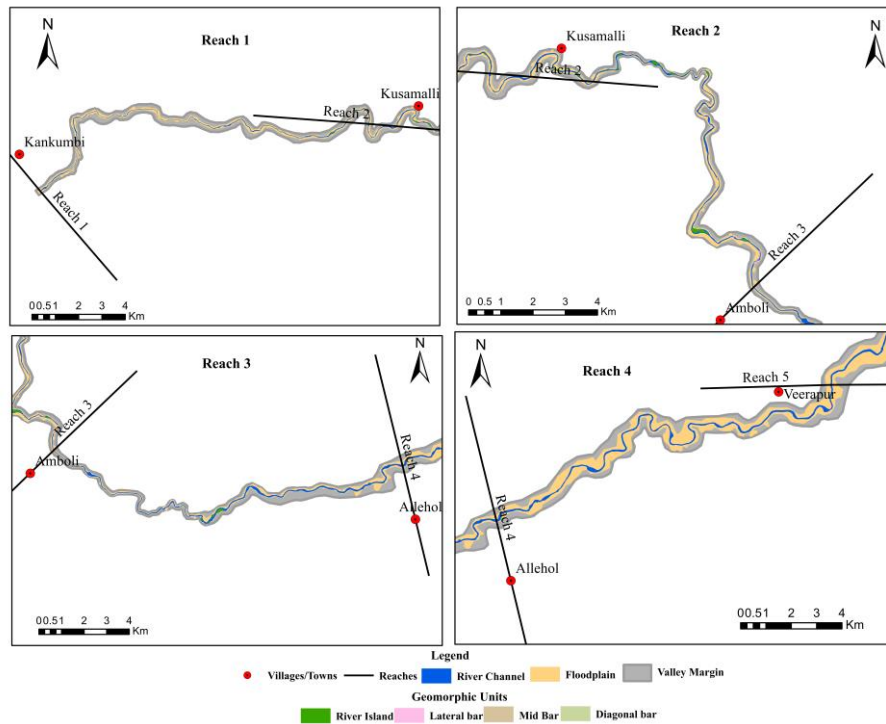 N
Reach 1
Kusamalli
Reach 2
Kankumbi
Reach 1
00.51 2 3 4
Km
N
Kusamalli
Reach 2
Reach 2
Reach 3
0 0.5 1 2 3 4
Km
Amboli
Reach 3
N
Reach 3
Amboli
Reach 4
Allehol
00.51 2 3 4
Km
N
Reach 4
Reach 5
Veerapur
Reach 4
Allehol
00.51 2 3 4
Km
Legend
Villages/Towns Reaches River Channel Floodplain Valley Margin
Geomorphic Units
River Island Lateral bar Mid Bar Diagonal bar